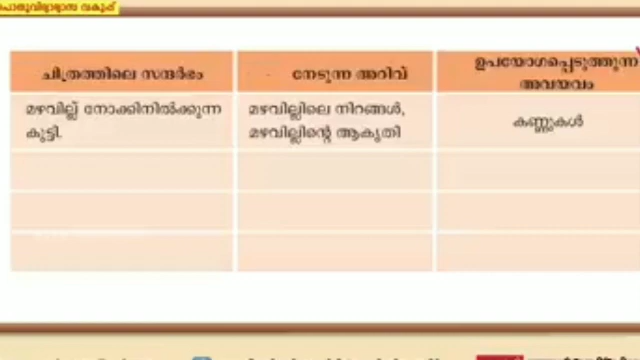 പൊതുവിദ്യാഭ്യാസ വകുപ്പ്
ചിത്രത്തിലെ സന്ദർഭം
നേടുന്ന അറിവ്
ഉപയോഗപ്പെടുത്തുന്ന
അവയവം
മഴവില്ല് നോക്കിനിൽക്കുന്ന
കുട്ടി.
മഴവില്ലിലെ നിറങ്ങൾ,
മഴവില്ലിന്റെ ആകൃതി
കണ്ണുകൾ